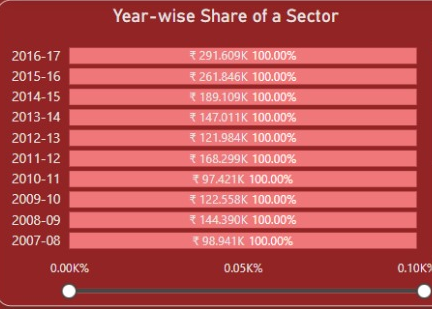 Year-wise Share of a Sector
2016-17 ₹ 291.609K 100.00%
2015-16 ₹ 261.846K 100.00%
2014-15 ₹ 189.109K 100.00%
2013-14 ₹ 147.011K 100.00%
2012-13 ₹ 121.984K 100.00%
2011-12 ₹ 168.299K 100.00%
2010-11 ₹ 97.421K 100.00%
2009-10 ₹ 122.558K 100.00%
2008-09 ₹ 144.390K 100.00%
2007-08 ₹ 98.941K 100.00%
0.00K% 0.05K% 0.10K%